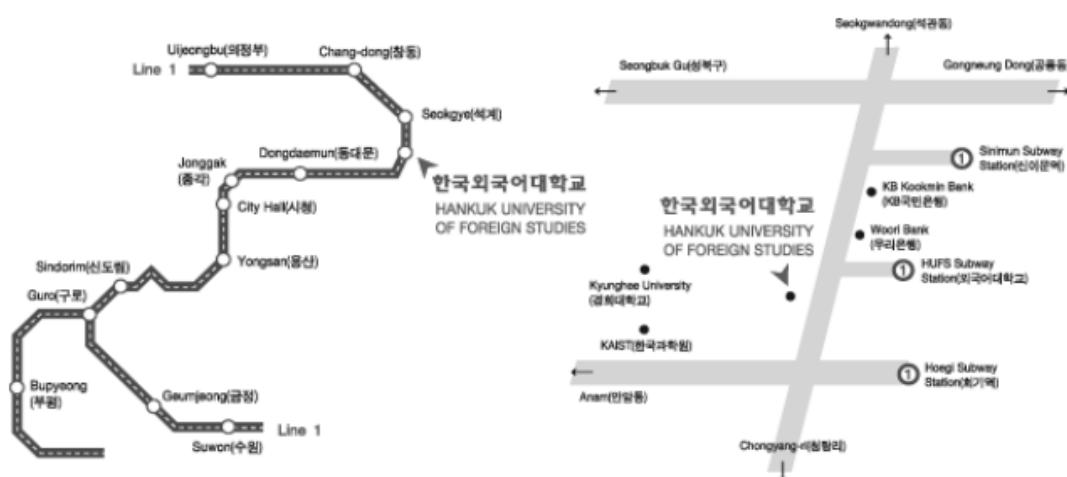 Uijeongbu(의정부)
Chang-dong(창동)
Line 1
Seokgye(석계)
Dongdaemun(동대문)
Jonggak
(종각)
한국외국어대학교
HANKUK UNIVERSITY
OF FOREIGN STUDIES
City Hall(시청)
Yongsan(용산)
Sindorim(신도림)
Guro(구로)
Bupyeong
(부평)
Geumjeong(금정)
Line 1
Suwon(수원)
Seokgwandong(석관동)
Seongbuk Gu(성북구)
Gongneung Dong(공릉동
1
Sinimun Subway
Station(신이문역)
KB Kookmin Bank
(KB국민은행)
한국외국어대학교
HANKUK UNIVERSITY
OF FOREIGN STUDIES
Woori Bank
(우리은행)
1
HUFS Subway
Station(외국어대학교)
Kyunghee University
(경희대학교)
KAIST(한국과학원)
1
Hoegi Subway
Station(회기역)
Anam(안암동)
Chongyang-ri(청량리)